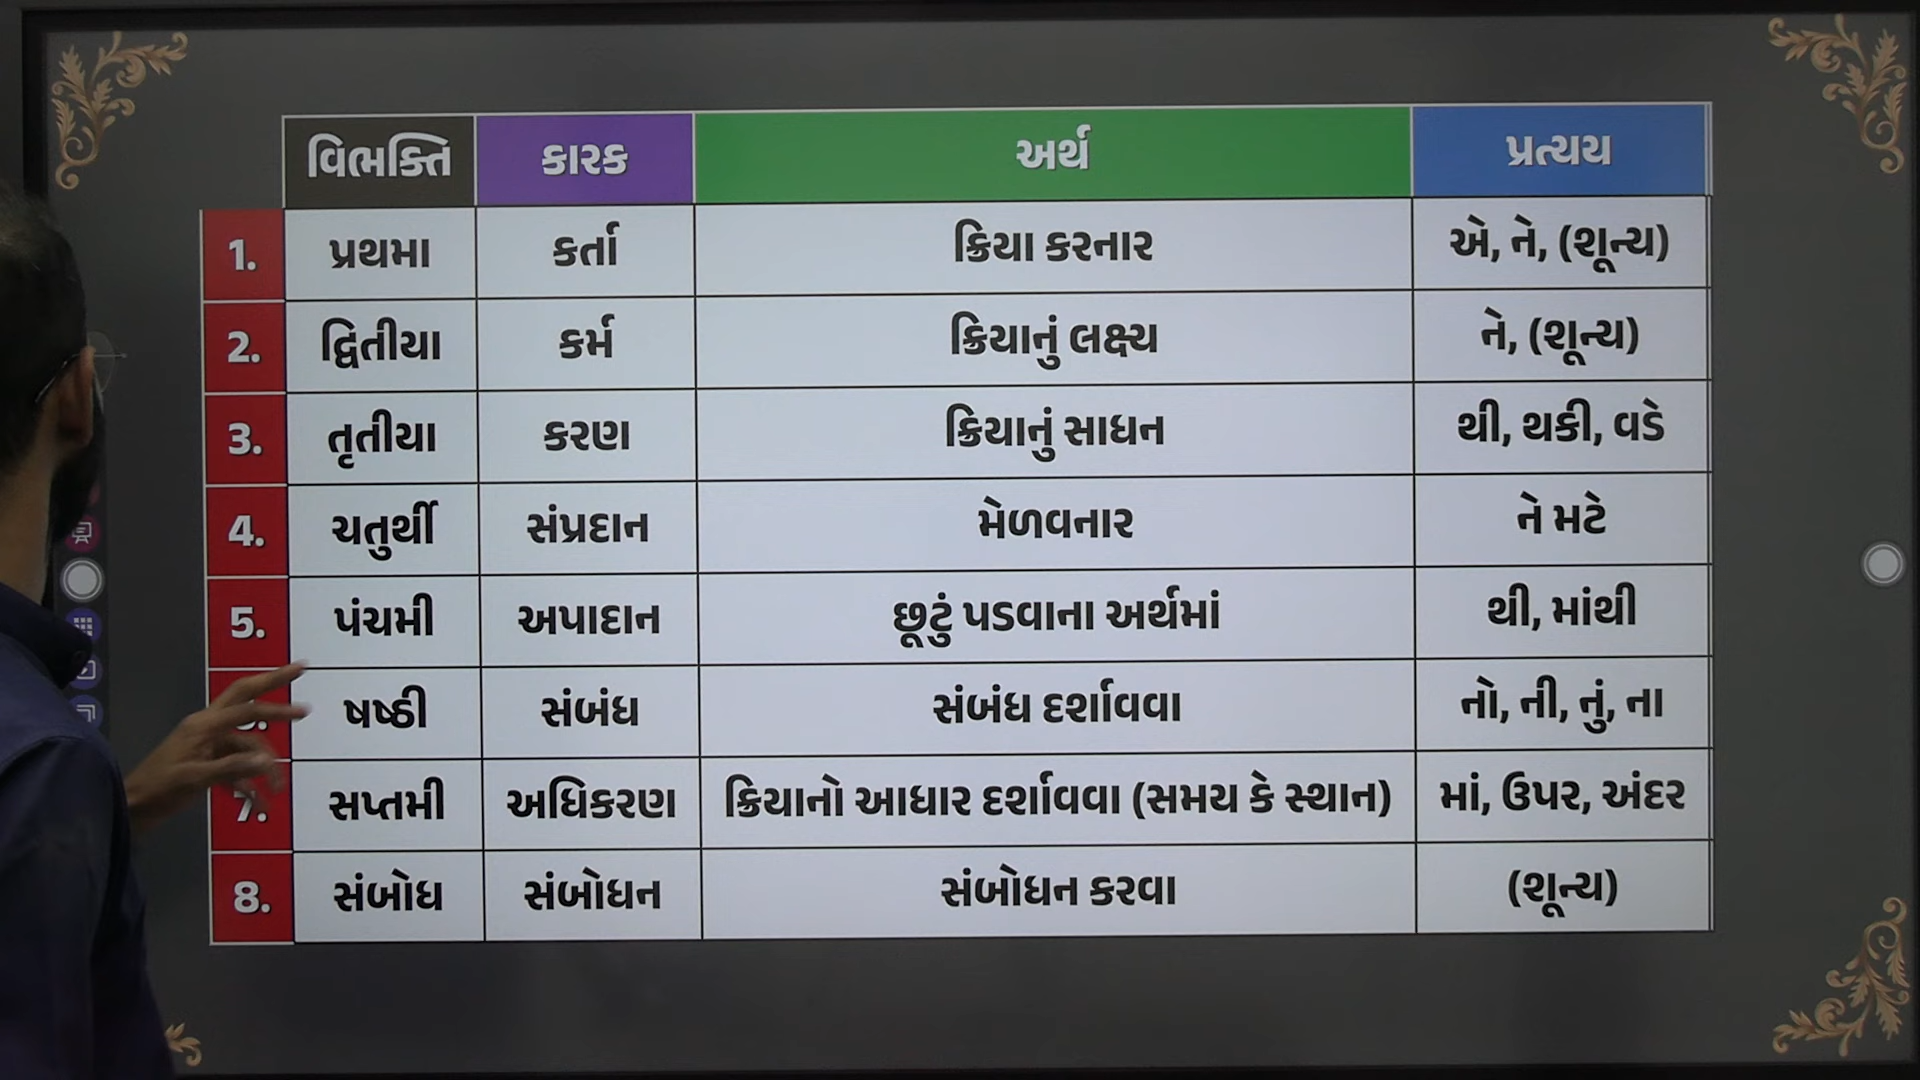 વિભક્તિ કારક અર્થ પ્રત્યય
1. પ્રથમા કર્તા ક્રિયા કરનાર એ, ને, (શૂન્ય)
2. દ્વિતીયા કર્મ ક્રિયાનું લક્ષ્ય ને, (શૂન્ય)
3. તૃતીયા કરણ ક્રિયાનું સાધન થી, થકી, વડે
4. ચતુર્થી સંપ્રદાન મેળવનાર ને મટે
5. પંચમી અપાદાન છૂટું પડવાના અર્થમાં થી, માંથી
ષષ્ઠી સંબંધ સંબંધ દર્શાવવા નો, ની, નું, ના
7. સપ્તમી અધિકરણ ક્રિયાનો આધાર દર્શાવવા (સમય કે સ્થાન) માં, ઉપર, અંદર
8. સંબોધ સંબોધન સંબોધન કરવા (શૂન્ય)